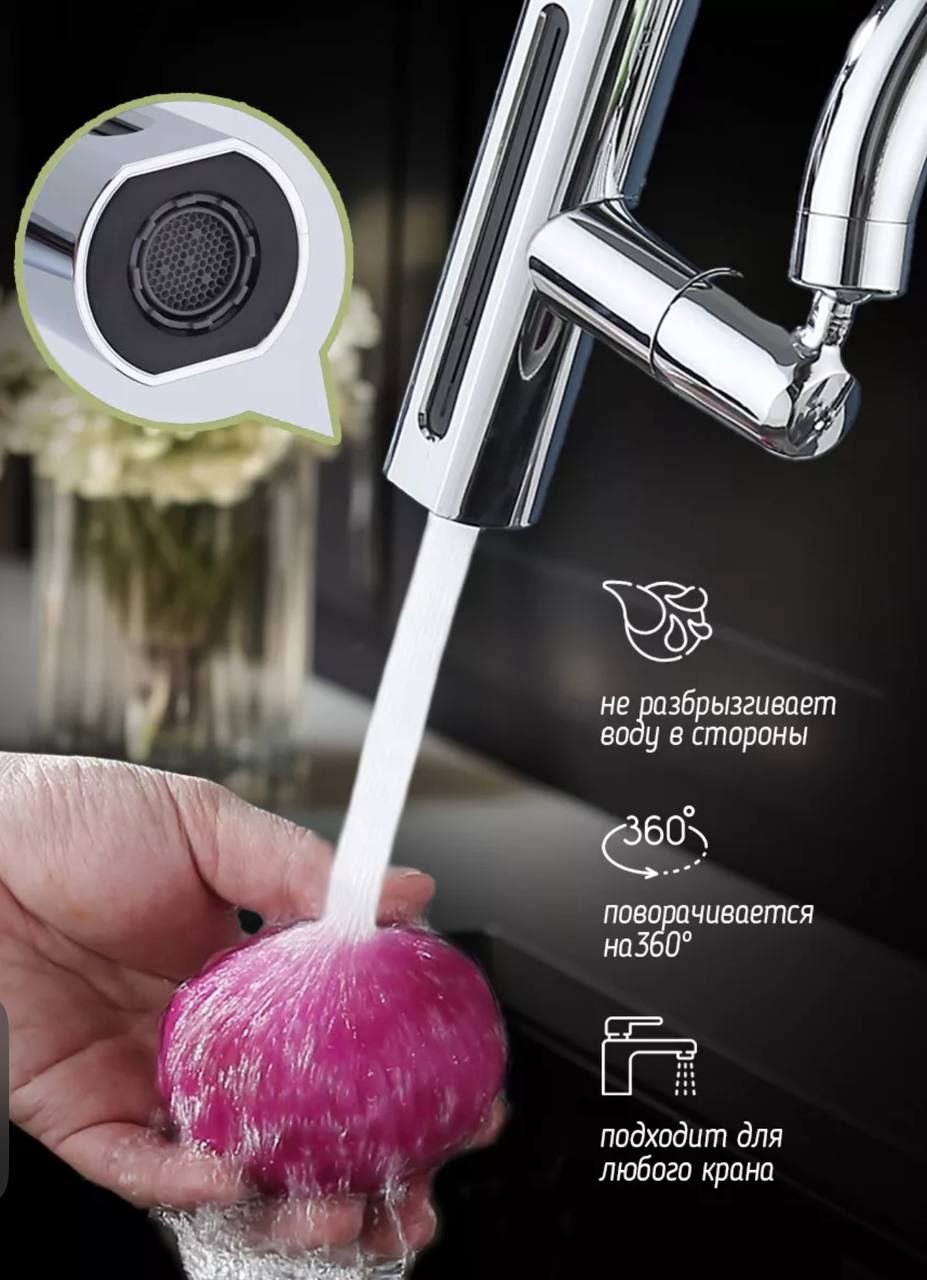 не разбрызгивает
воду в стороны
360°
поворачивается
на360°
подходит для
любого крана